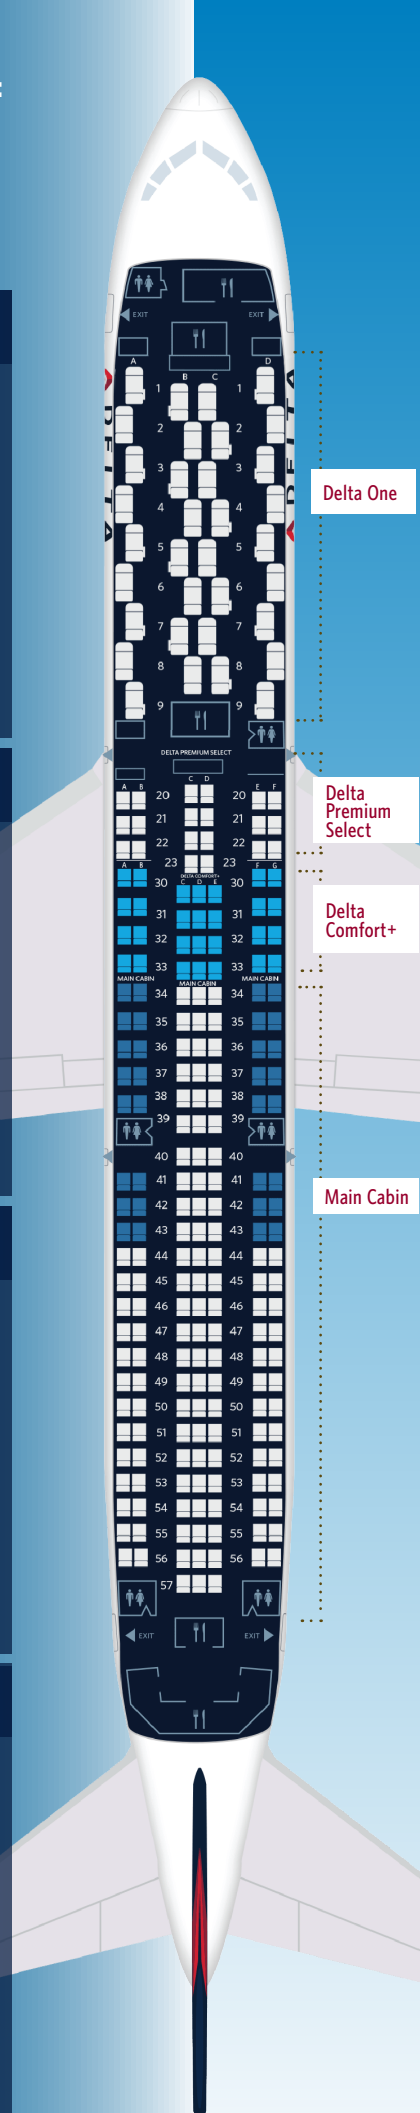 EXIT EXIT
A D
B C
DELTA DELTA
1 1
2 2
3 3
4 4
5 5
6 6
7 7
8 8
9 9
Delta One
DELTA PREMIUM SELECT
C D
A B E F
20 20
21 21
22 22
23 23
Delta
Premium
Select
DELTA COMFORT+
A B C D E F G
30 30
31 31
32 32
33 33
Delta
Comfort+
MAIN CABIN MAIN CABIN MAIN CABIN
34 34
35 35
36 36
37 37
38 38
39 39
40 40
41 41
42 42
43 43
44 44
45 45
46 46
47 47
48 48
49 49
50 50
51 51
52 52
53 53
54 54
55 55
56 56
57
Main Cabin
EXIT EXIT